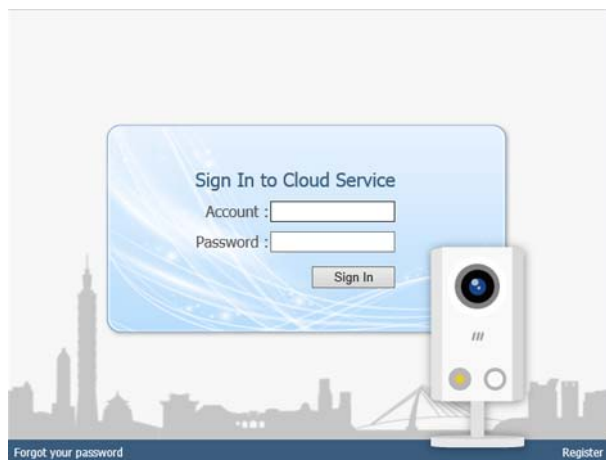 Sign In to Cloud Service
Account :
Password :
Sign In
Forgot your password
Register